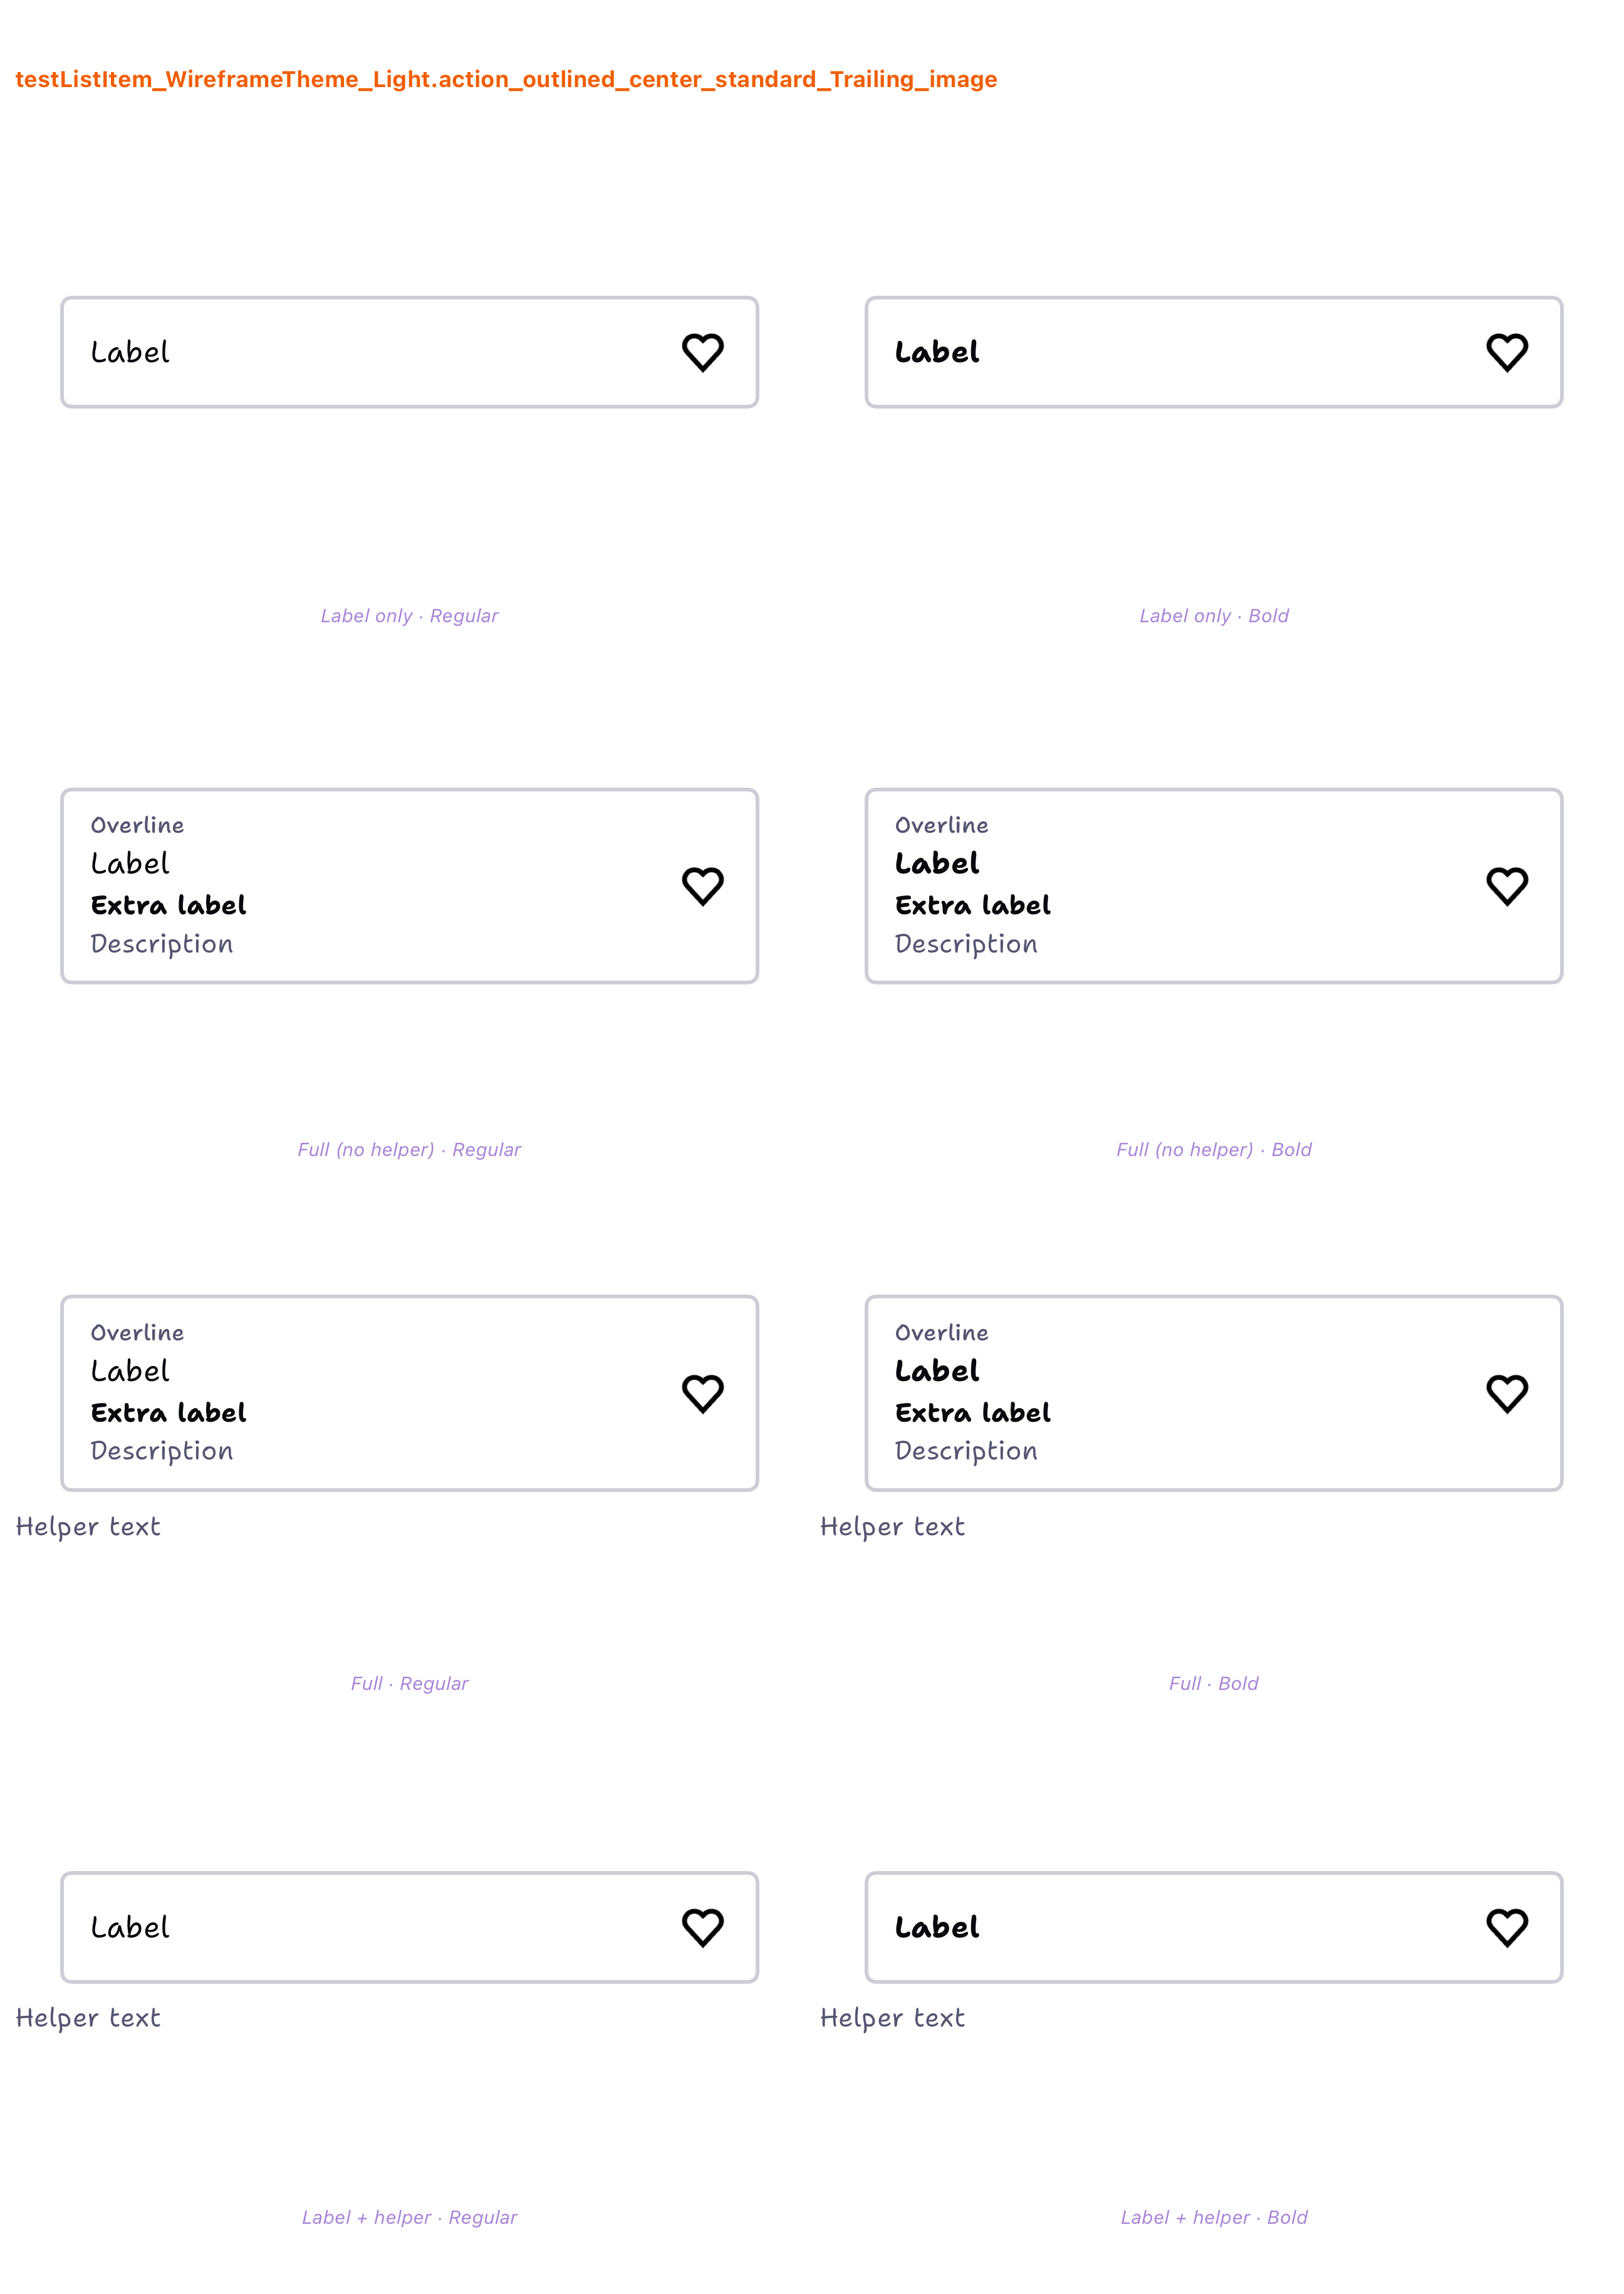 testListItem_WireframeTheme_Light.action_outlined_center_standard_Trailing_image
Label
Label
Label only · Regular
Label only · Bold
Overline
Label
Extra label
Description
Overline
Label
Extra label
Description
Full (no helper) · Regular
Full (no helper) · Bold
Overline
Label
Extra label
Description
Helper text
Overline
Label
Extra label
Description
Helper text
Full · Regular
Full · Bold
Label
Helper text
Label
Helper text
Label + helper · Regular
Label + helper · Bold